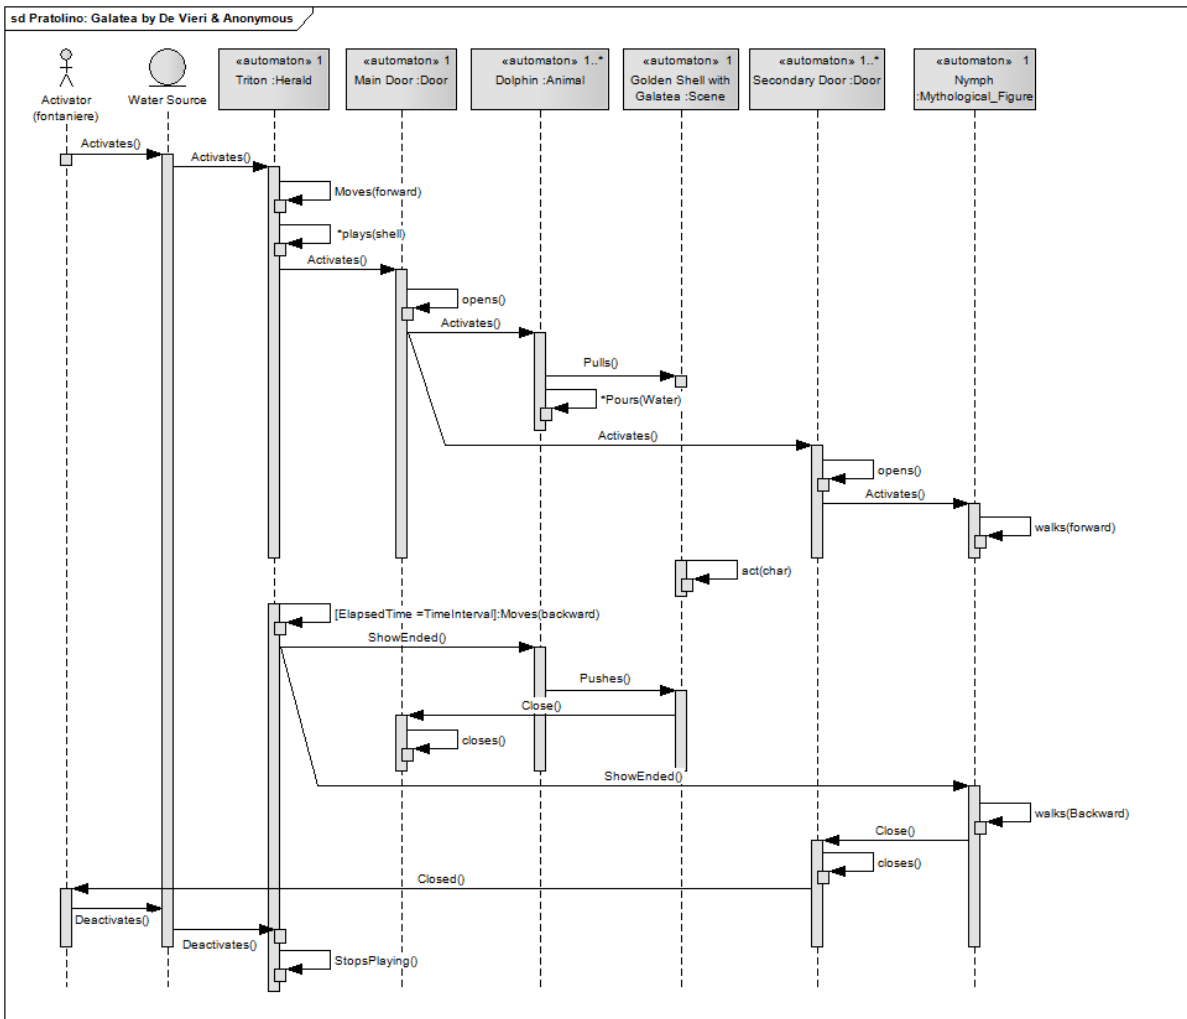 sd Pratolino: Galatea by De Vieri & Anonymous
Activator
(fontaniere)
Water Source
«automaton» 1
Triton :Herald
«automaton» 1
Main Door :Door
«automaton» 1..*
Dolphin :Animal
«automaton» 1
Golden Shell with
Galatea :Scene
«automaton» 1..*
Secondary Door :Door
«automaton» 1
Nymph
:Mythological_Figure
Activates()
Activates()
Moves(forward)
*plays(shell)
Activates()
opens()
Activates()
Pulls()
*Pours(Water)
Activates()
opens()
Activates()
walks(forward)
act(char)
[ElapsedTime =TimeInterval]:Moves(backward)
ShowEnded()
Pushes()
Close()
closes()
ShowEnded()
walks(Backward)
Close()
closes()
Closed()
Deactivates()
Deactivates()
StopsPlaying()